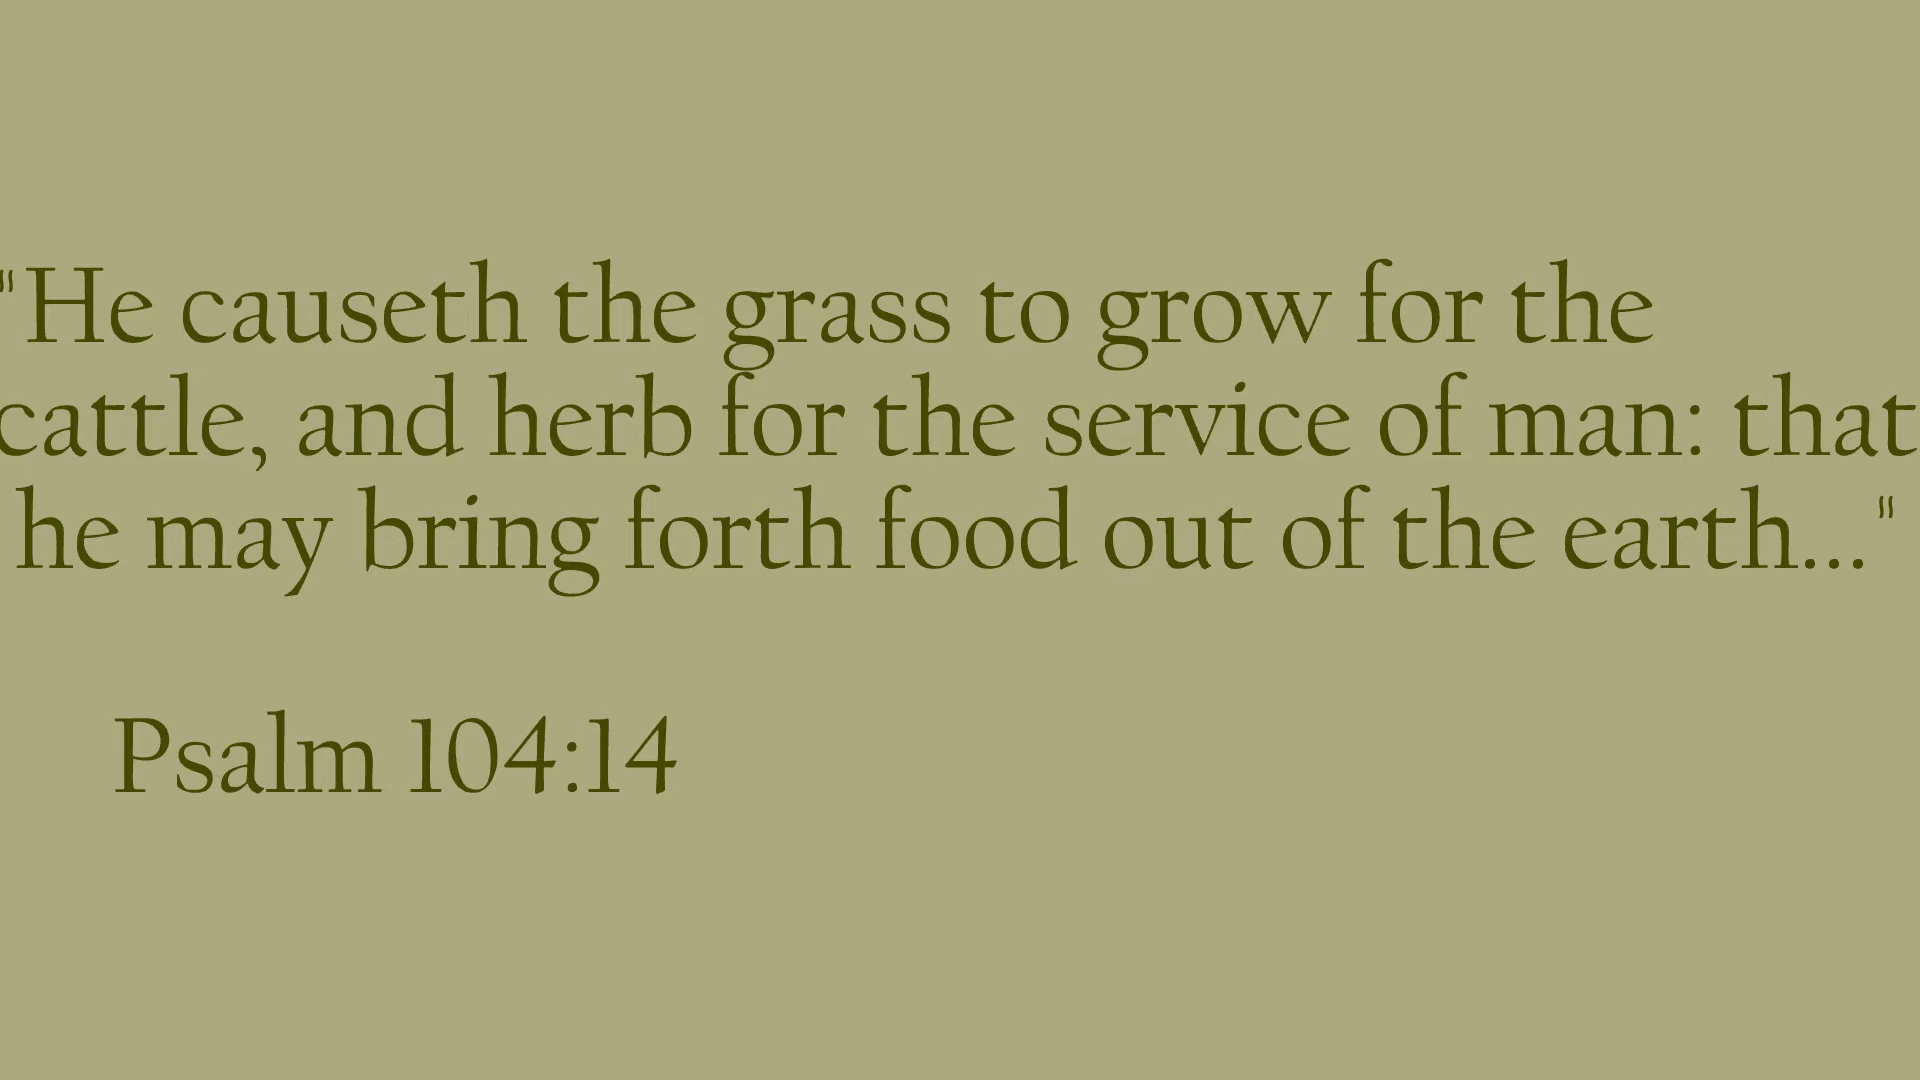 "He causeth the grass to grow for the
cattle, and herb for the service of man: that
he may bring forth food out of the earth..."
Psalm 104:14